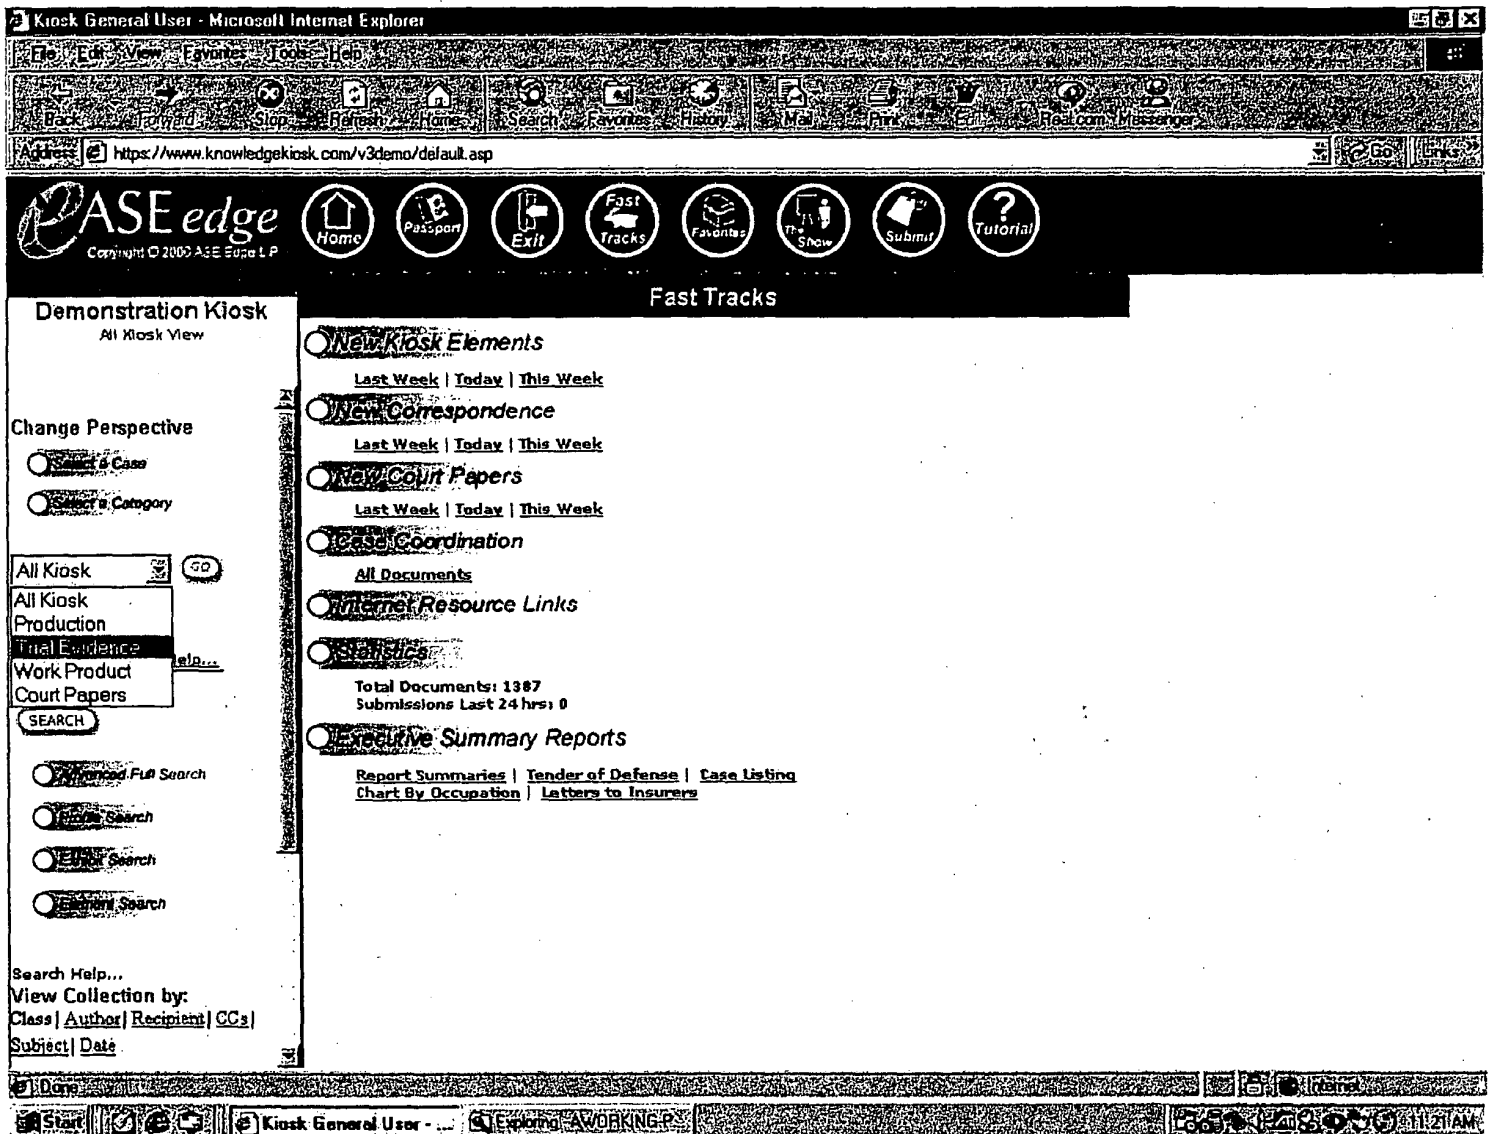 Kiosk General User - Microsoft Internet Explorer
File Edit View Favorites Tools Help
Back Forward Stop Refresh Home Search Favorites History Mail Print Edit Real.com Messenger
Address https://www.knowledgekiosk.com/v3demo/default.asp Go Links
ASE edge
Copyright © 2000 ASE Edge L.P.
Home Passport Exit Fast Tracks Favorites The Show Submit Tutorial
Demonstration Kiosk
All Kiosk View
Fast Tracks
New Kiosk Elements
Last Week | Today | This Week
New Correspondence
Last Week | Today | This Week
New Court Papers
Last Week | Today | This Week
Case Coordination
All Documents
Internet Resource Links
Statistics
Total Documents: 1387
Submissions Last 24 hrs: 0
Executive Summary Reports
Report Summaries | Tender of Defense | Case Listing
Chart By Occupation | Letters to Insurers
Change Perspective
Select a Case
Select a Category
All Kiosk GO
All Kiosk
Production
Trial Evidence
elp...
Work Product
Court Papers
SEARCH
Advanced Full Search
Profile Search
Exhibit Search
Element Search
Search Help...
View Collection by:
Class| Author| Recipient| CCs|
Subject| Date
Done Internet
Start Kiosk General User - ... Exploring - AWORKING-P... 11:21 AM